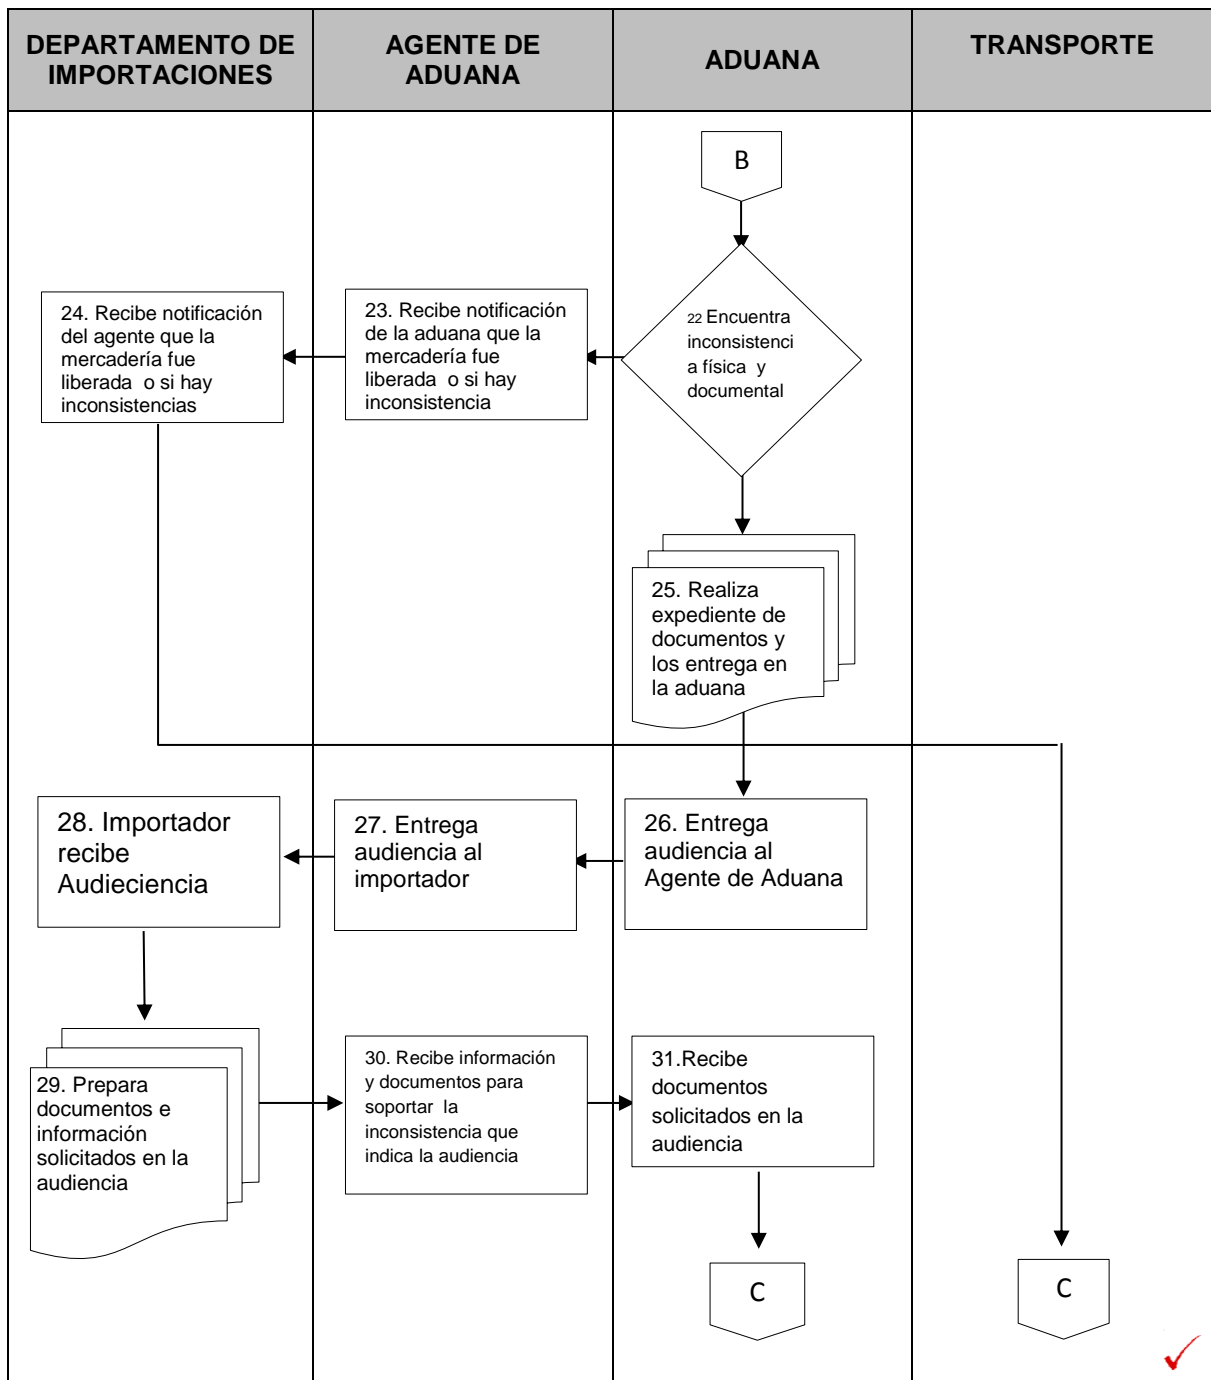 DEPARTAMENTO DE
IMPORTACIONES
AGENTE DE
ADUANA
ADUANA
TRANSPORTE
B
24. Recibe notificación
del agente que la
mercadería fue
liberada o si hay
inconsistencias
23. Recibe notificación
de la aduana que la
mercadería fue
liberada o si hay
inconsistencia
22 Encuentra
inconsistenci
a física y
documental
25. Realiza
expediente de
documentos y
los entrega en
la aduana
28. Importador
recibe
Audieciencia
27. Entrega
audiencia al
importador
26. Entrega
audiencia al
Agente de Aduana
29. Prepara
documentos e
información
solicitados en la
audiencia
30. Recibe información
y documentos para
soportar la
inconsistencia que
indica la audiencia
31.Recibe
documentos
solicitados en la
audiencia
C
C